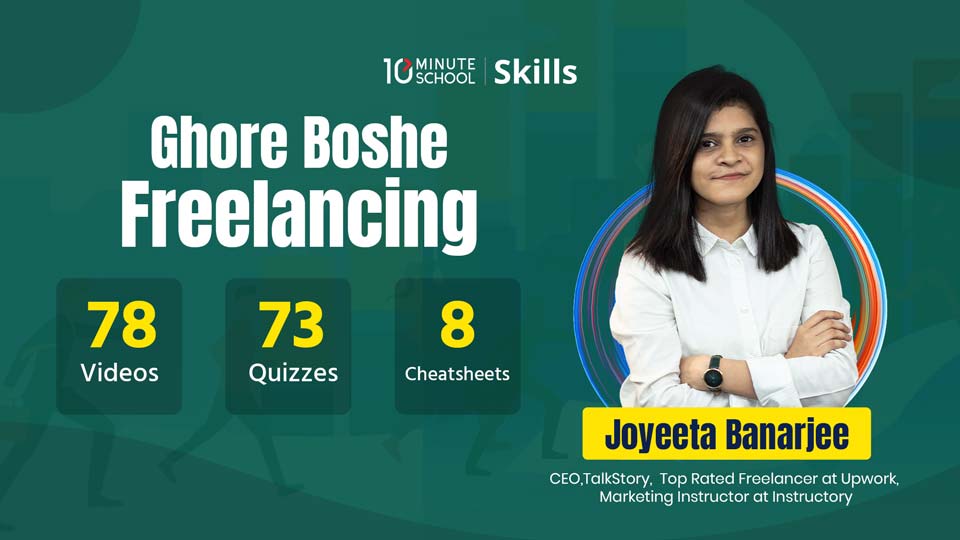 10 MINUTE SCHOOL | Skills
Ghore Boshe
Freelancing
78
Videos
73
Quizzes
8
Cheatsheets
Joyeeta Banarjee
CEO,TalkStory, Top Rated Freelancer at Upwork,
Marketing Instructor at Instructory